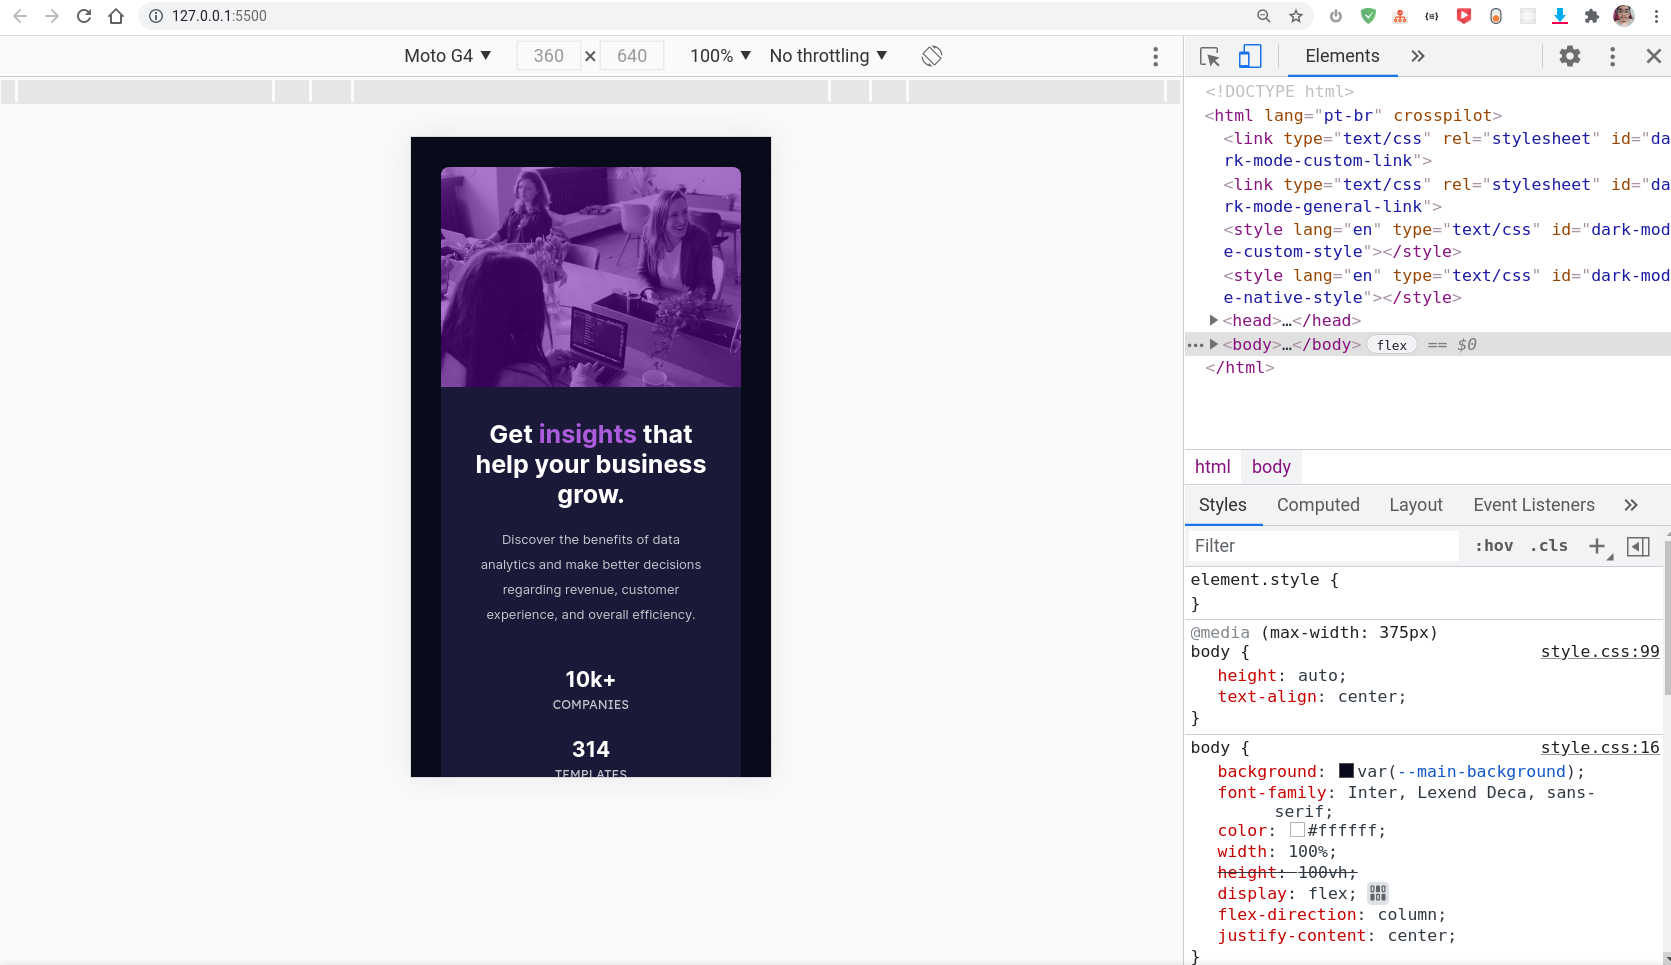 127.0.0.1:5500
Moto G4 ▼ 360 × 640 100% ▼ No throttling ▼
Elements
<!DOCTYPE html>
<html lang="pt-br" crosspilot>
<link type="text/css" rel="stylesheet" id="da
rk-mode-custom-link">
<link type="text/css" rel="stylesheet" id="da
rk-mode-general-link">
<style lang="en" type="text/css" id="dark-mod
e-custom-style"></style>
<style lang="en" type="text/css" id="dark-mod
e-native-style"></style>
<head>…</head>
<body>…</body> flex == $0
</html>
html body
Styles Computed Layout Event Listeners
Filter :hov .cls
element.style {
}
@media (max-width: 375px)
body { style.css:99
height: auto;
text-align: center;
}
body { style.css:16
background: var(--main-background);
font-family: Inter, Lexend Deca, sans-
serif;
color: #ffffff;
width: 100%;
height: 100vh;
display: flex;
flex-direction: column;
justify-content: center;
}
Get insights that
help your business
grow.
Discover the benefits of data
analytics and make better decisions
regarding revenue, customer
experience, and overall efficiency.
10k+
COMPANIES
314
TEMPLATES